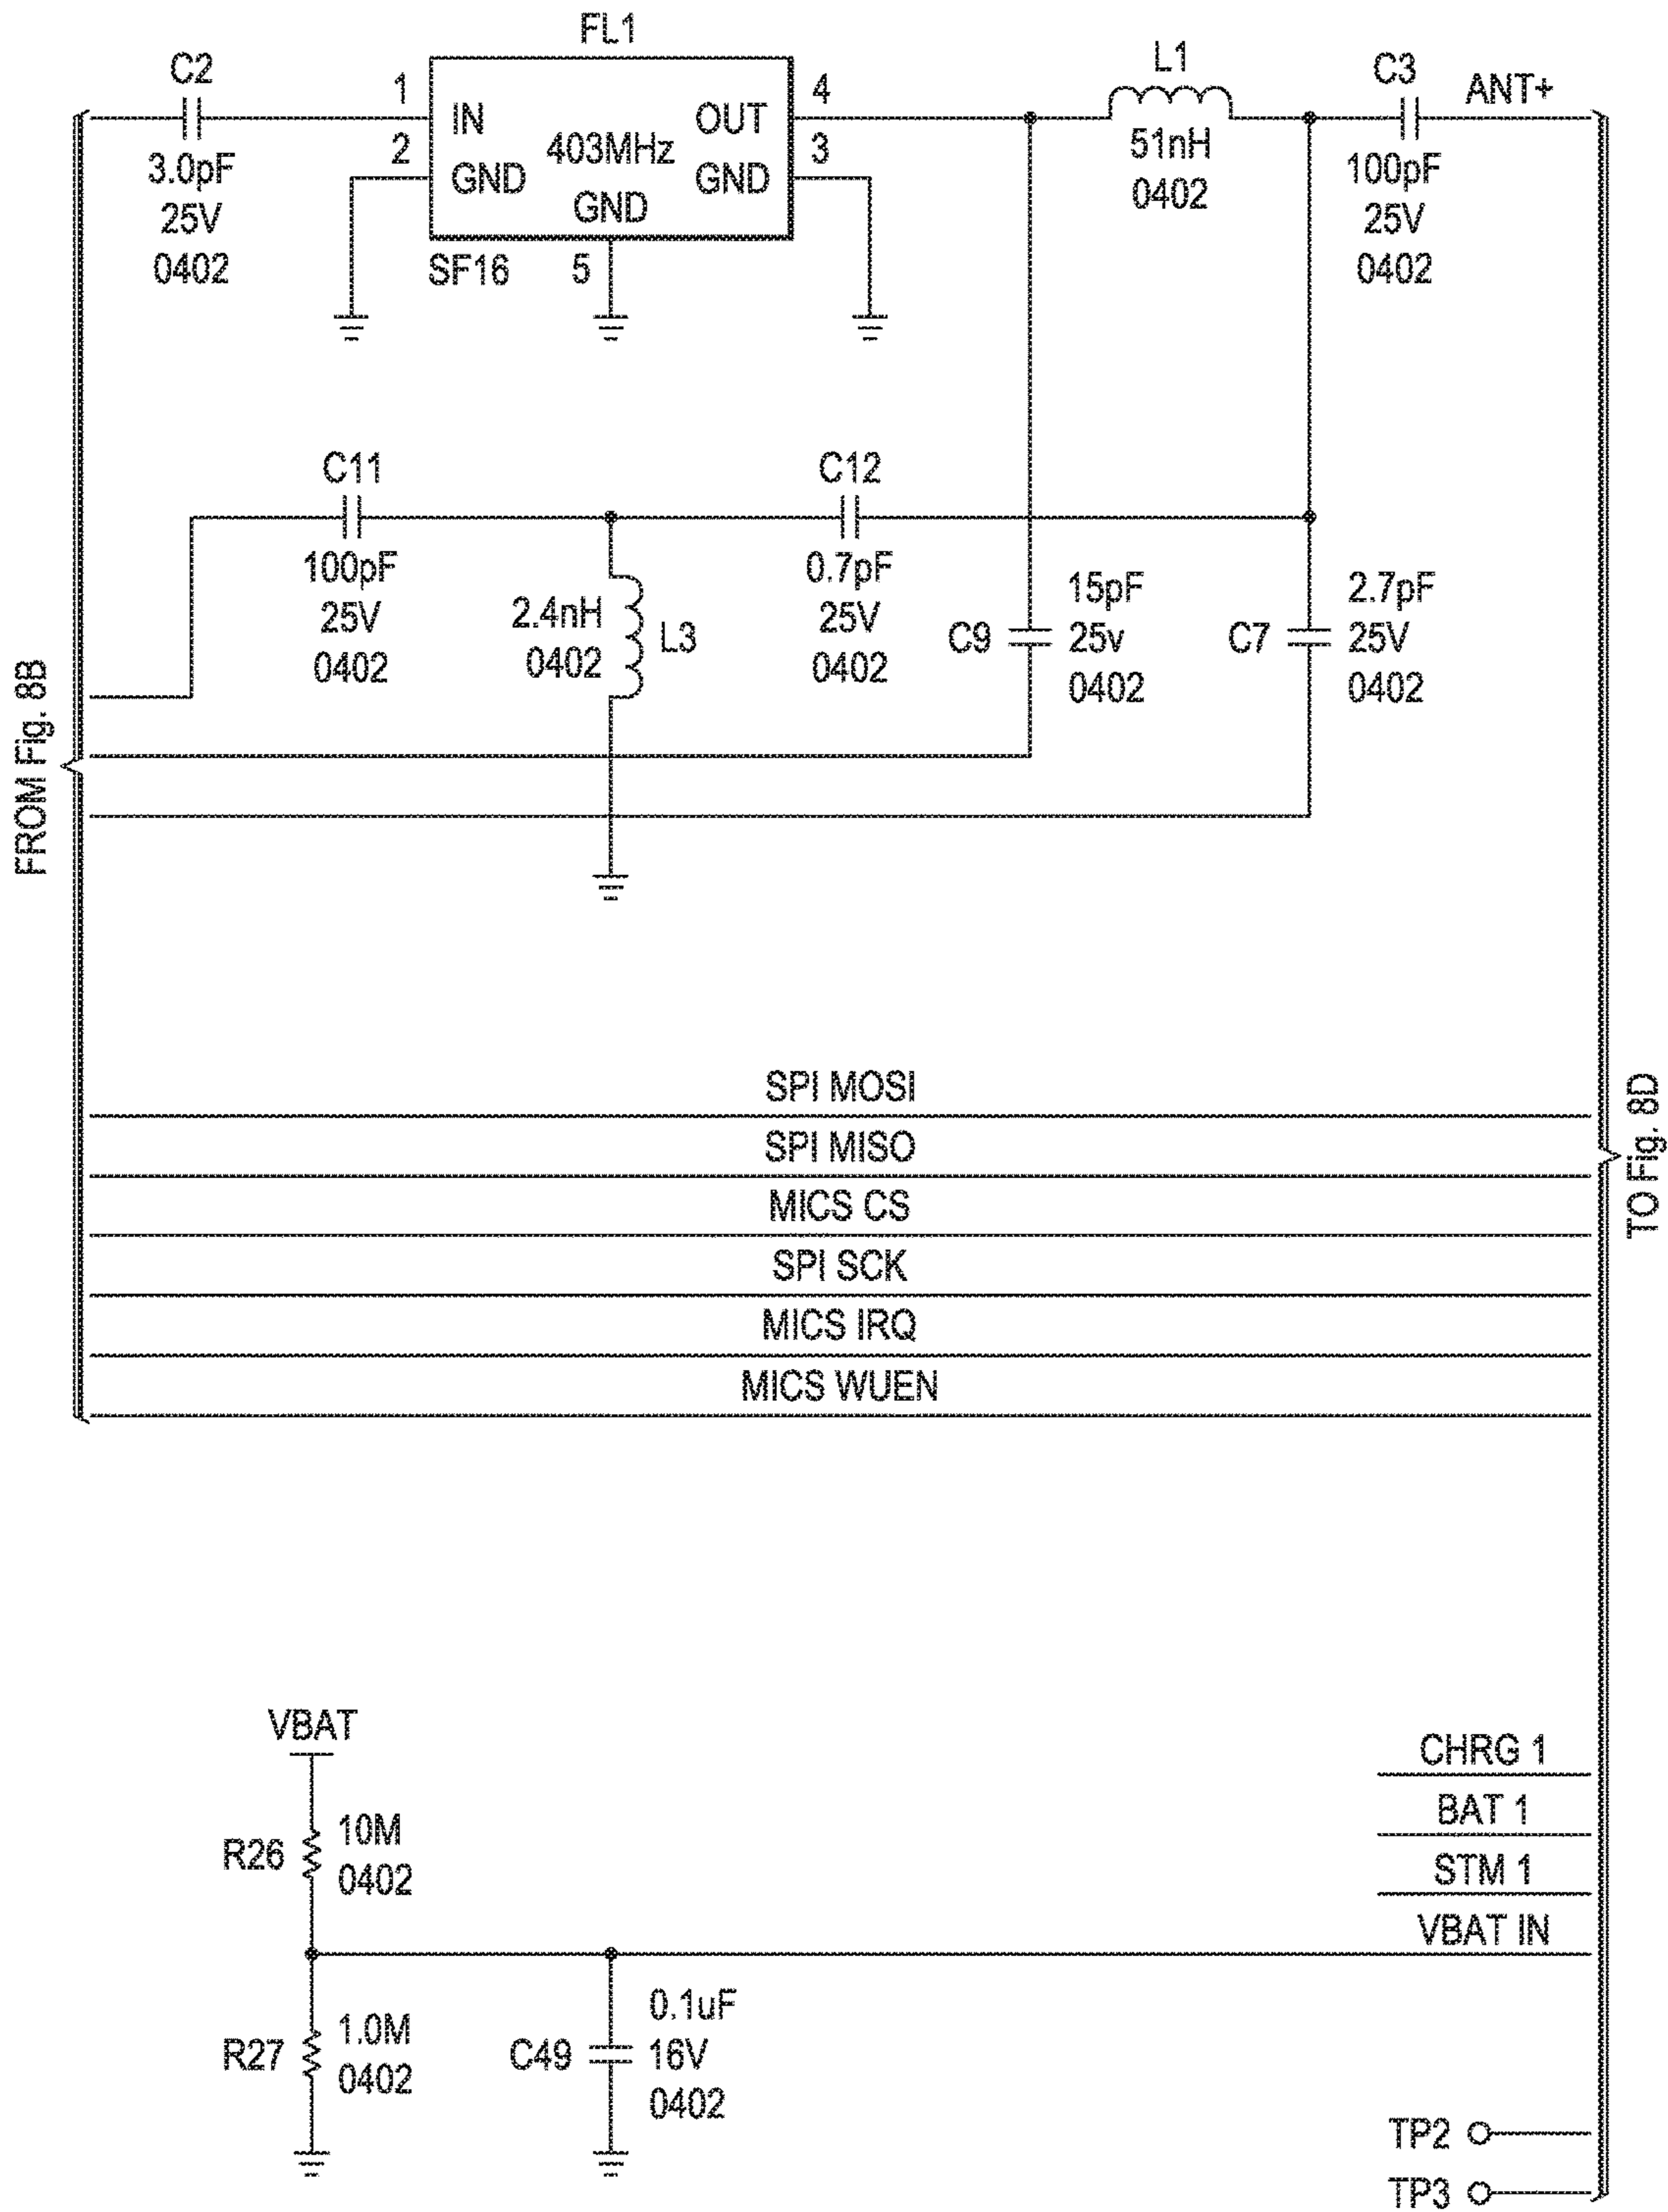 FL1
C2
3.0pF
25V
0402
1
2
IN
GND
403MHz
GND
OUT
GND
4
3
SF16
5
L1
51nH
0402
C3
100pF
25V
0402
ANT+
C11
100pF
25V
0402
2.4nH
0402
L3
C12
0.7pF
25V
0402
C9
15pF
25v
0402
C7
2.7pF
25V
0402
FROM Fig. 8B
SPI MOSI
SPI MISO
MICS CS
SPI SCK
MICS IRQ
MICS WUEN
TO Fig. 8D
VBAT
R26
10M
0402
R27
1.0M
0402
C49
0.1uF
16V
0402
CHRG 1
BAT 1
STM 1
VBAT IN
TP2
TP3